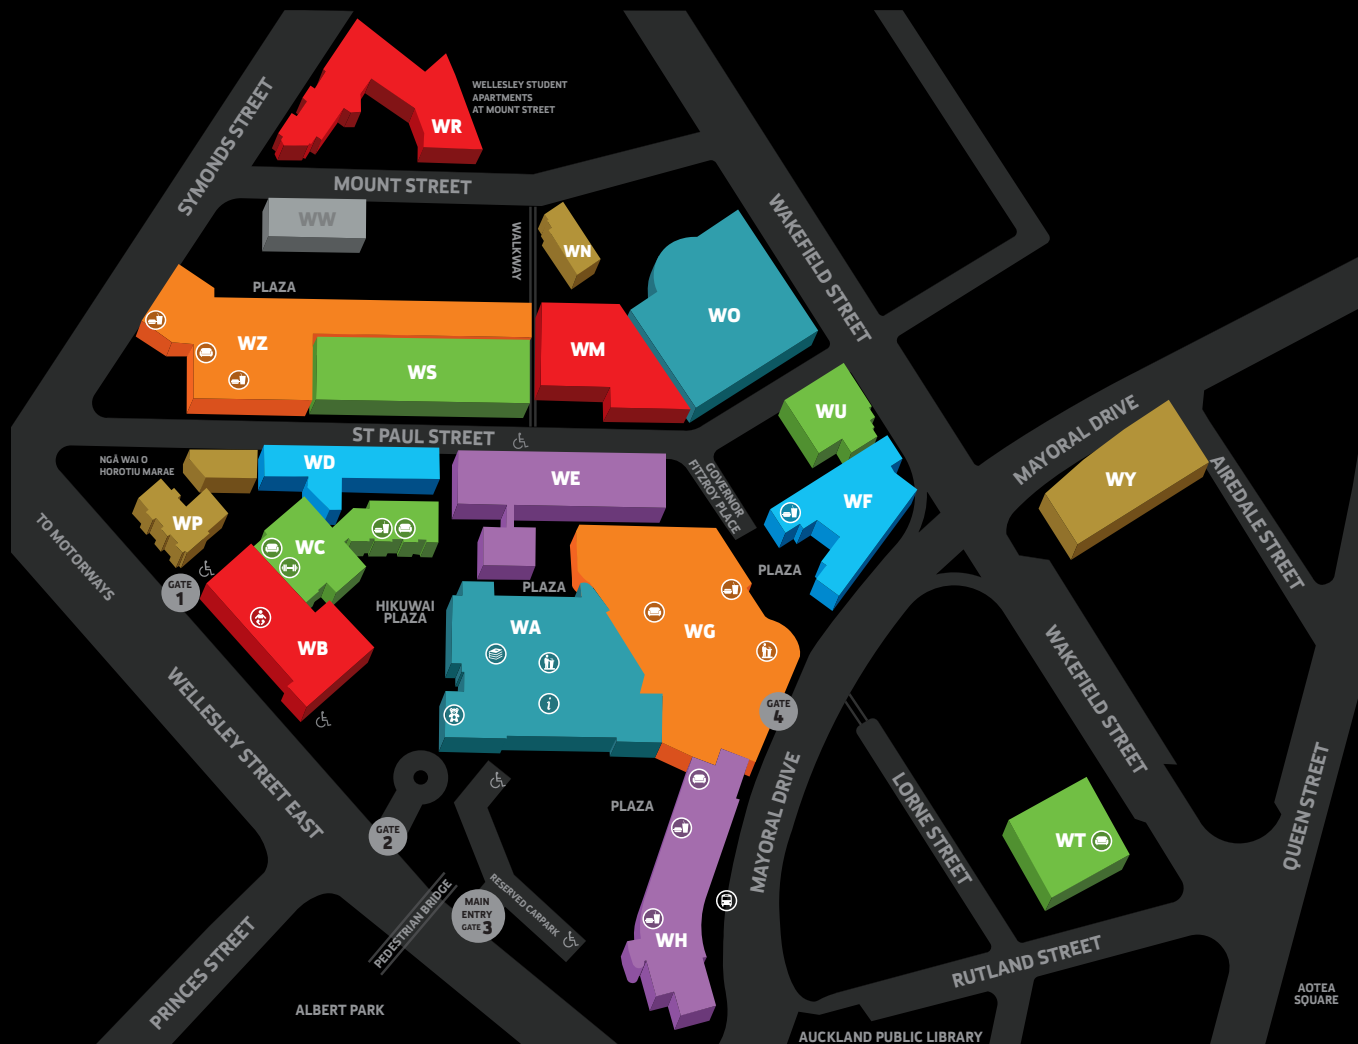 SYMONDS STREET
WELLESLEY STUDENT
APARTMENTS
AT MOUNT STREET
WR
MOUNT STREET
WW
WALKWAY
WN
WAKEFIELD STREET
PLAZA
WZ
WS
WM
WO
WU
ST PAUL STREET
MAYORAL DRIVE
NGĀ WAI O
HOROTIU MARAE
WD
WE
GOVERNOR
FITZROY PLACE
WF
WY
AIREDALE STREET
WP
WC
TO MOTORWAYS
GATE
1
PLAZA
PLAZA
HIKUWAI
PLAZA
WA
WG
WB
i
GATE
4
WAKEFIELD STREET
WELLESLEY STREET EAST
PLAZA
MAYORAL DRIVE
LORNE STREET
QUEEN STREET
GATE
2
WT
RESERVED CARPARK
PEDESTRIAN BRIDGE
MAIN
ENTRY
GATE 3
WH
PRINCES STREET
RUTLAND STREET
ALBERT PARK
AOTEA
SQUARE
AUCKLAND PUBLIC LIBRARY